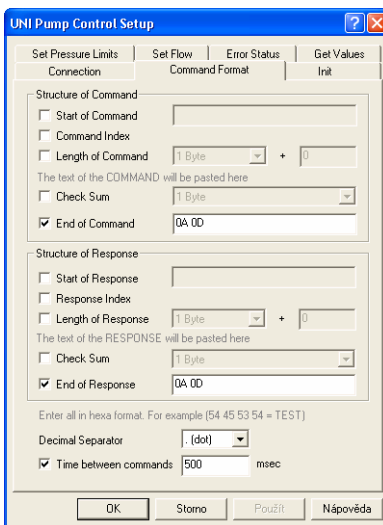 UNI Pump Control Setup
Set Pressure Limits Set Flow Error Status Get Values
Connection Command Format Init
Structure of Command
Start of Command
Command Index
Length of Command 1 Byte + 0
The text of the COMMAND will be pasted here
Check Sum 1 Byte
End of Command 0A 0D
Structure of Response
Start of Response
Response Index
Length of Response 1 Byte + 0
The text of the RESPONSE will be pasted here
Check Sum 1 Byte
End of Response 0A 0D
Enter all in hexa format. For example (54 45 53 54 = TEST)
Decimal Separator . (dot)
Time between commands 500 msec
OK Storno Použít Nápověda